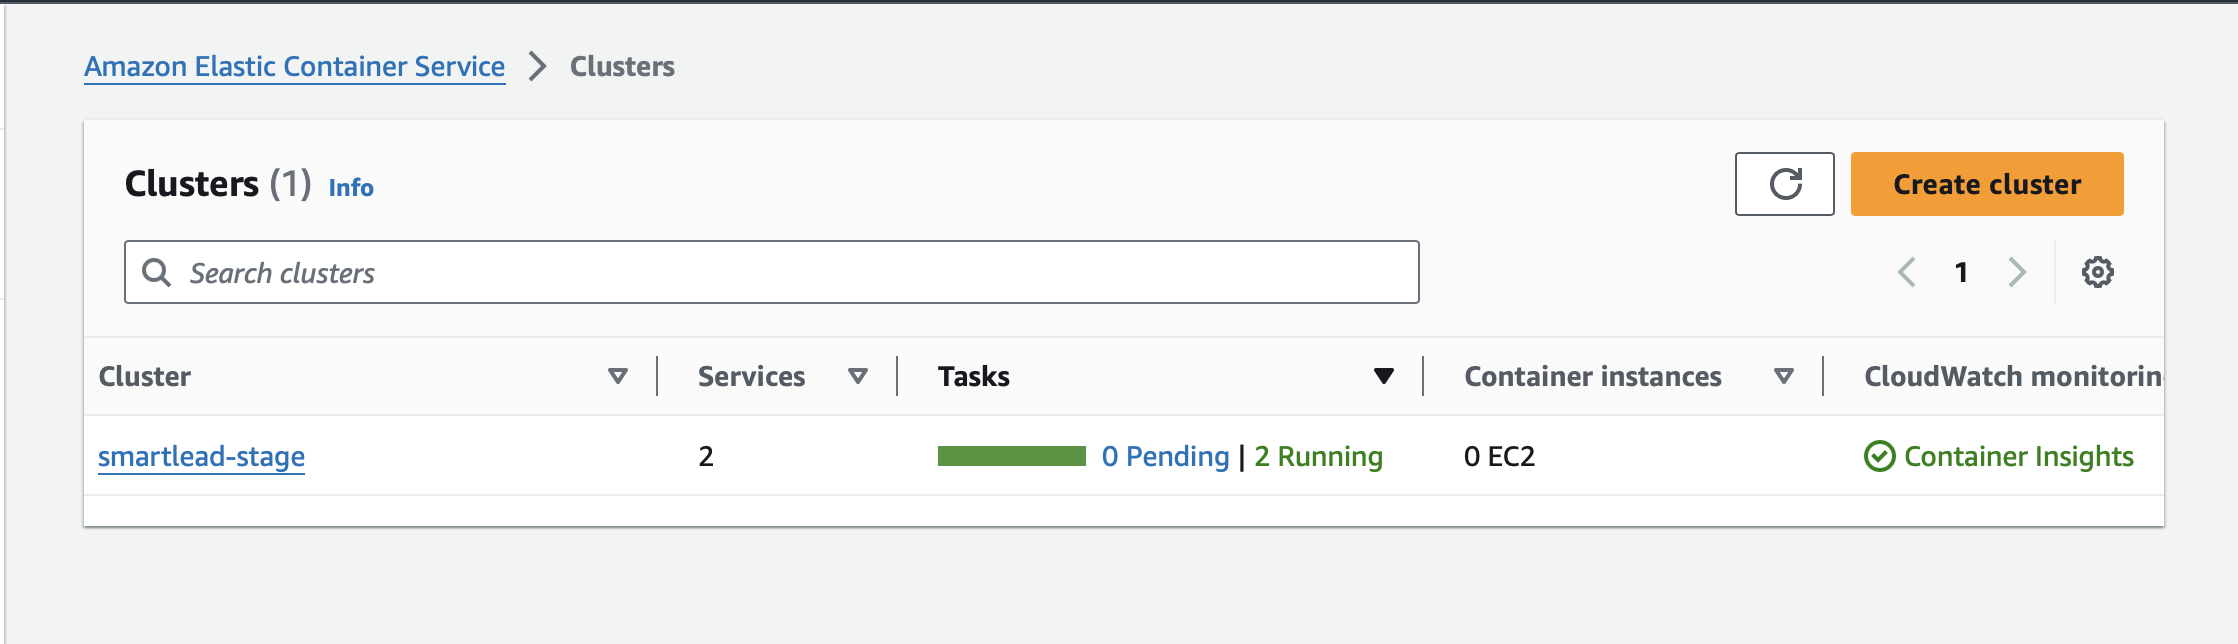 Amazon Elastic Container Service > Clusters
Clusters (1) Info
Create cluster
Search clusters
1
Cluster Services Tasks Container instances CloudWatch monitorin
smartlead-stage 2 0 Pending | 2 Running 0 EC2 Container Insights